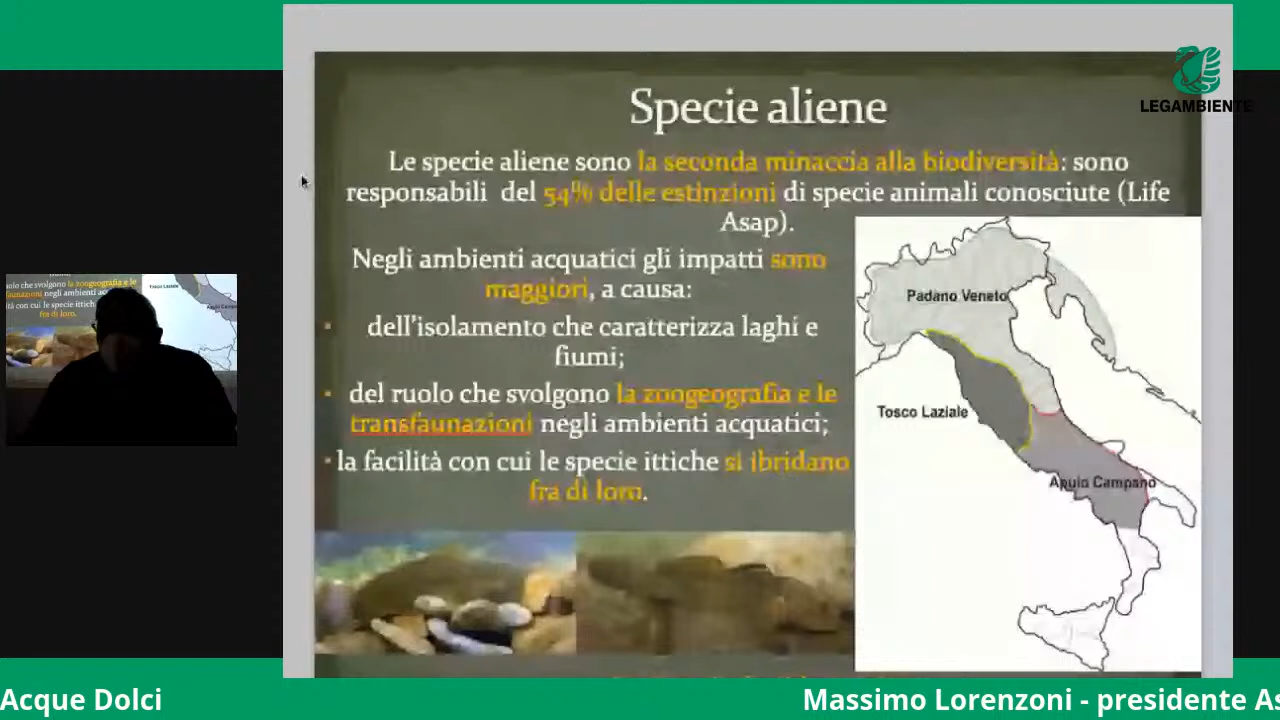 Specie aliene
LEGAMBIENTE
Le specie aliene sono la seconda minaccia alla biodiversità: sono
responsabili del 54% delle estinzioni di specie animali conosciute (Life
Asap).
Negli ambienti acquatici gli impatti sono
maggiori, a causa:
dell'isolamento che caratterizza laghi e
fiumi;
del ruolo che svolgono la zoogeografia e le
transfaunazioni negli ambienti acquatici;
la facilità con cui le specie ittiche si ibridano
fra di loro.
Padano Veneto
Tosco Laziale
Apulo Campano
Acque Dolci
Massimo Lorenzoni - presidente As